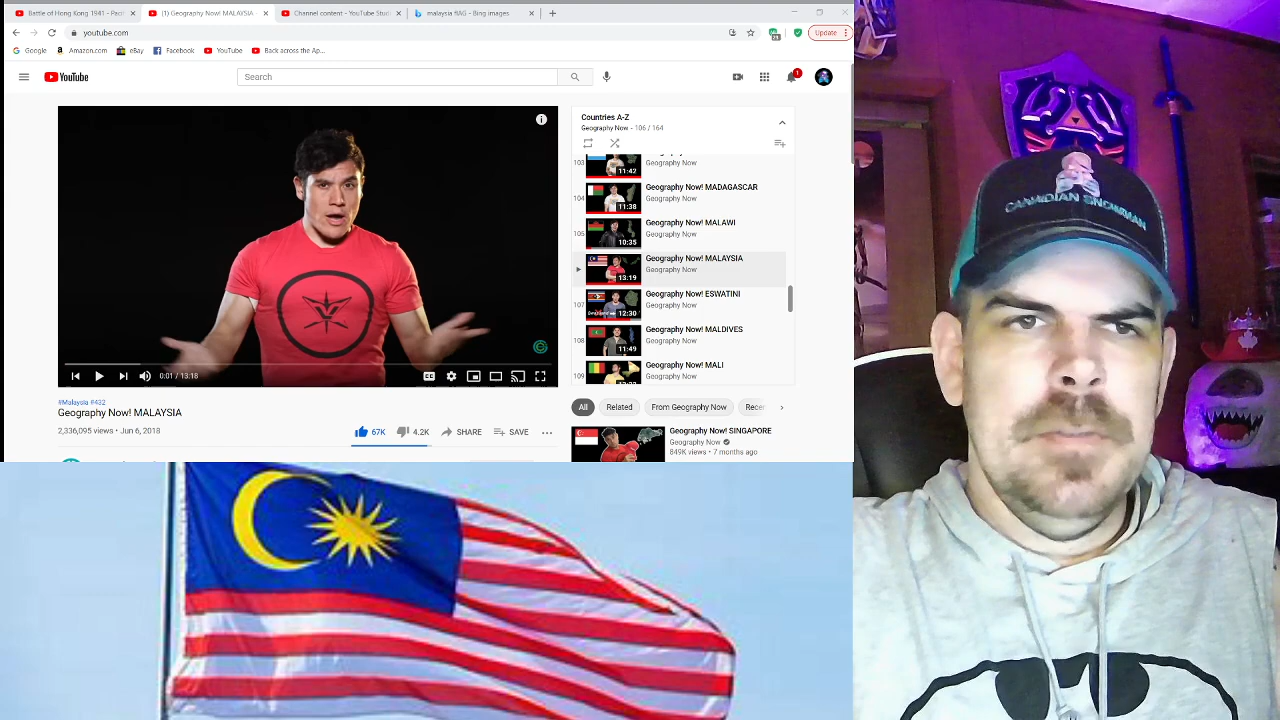 Battle of Hong Kong 1941 - Pacif
(1) Geography Now! MALAYSIA -
Channel content - YouTube Studi
malaysia flAG - Bing images
youtube.com
Update
Google
Amazon.com
eBay
Facebook
YouTube
Back across the Ap...
YouTube
Search
1
Countries A-Z
Geography Now - 106 / 164
103
11:42
Geography Now
104
11:38
Geography Now! MADAGASCAR
Geography Now
105
10:35
Geography Now! MALAWI
Geography Now
13:19
Geography Now! MALAYSIA
Geography Now
107
12:30
Geography Now! ESWATINI
Geography Now
108
11:49
Geography Now! MALDIVES
Geography Now
109
Geography Now! MALI
Geography Now
0:01 / 13:18
CC
#Malaysia #432
Geography Now! MALAYSIA
2,336,095 views • Jun 6, 2018
67K
4.2K
SHARE
SAVE
All
Related
From Geography Now
Rece
Geography Now! SINGAPORE
Geography Now
849K views • 7 months ago
CANADIAN SNOWMAN